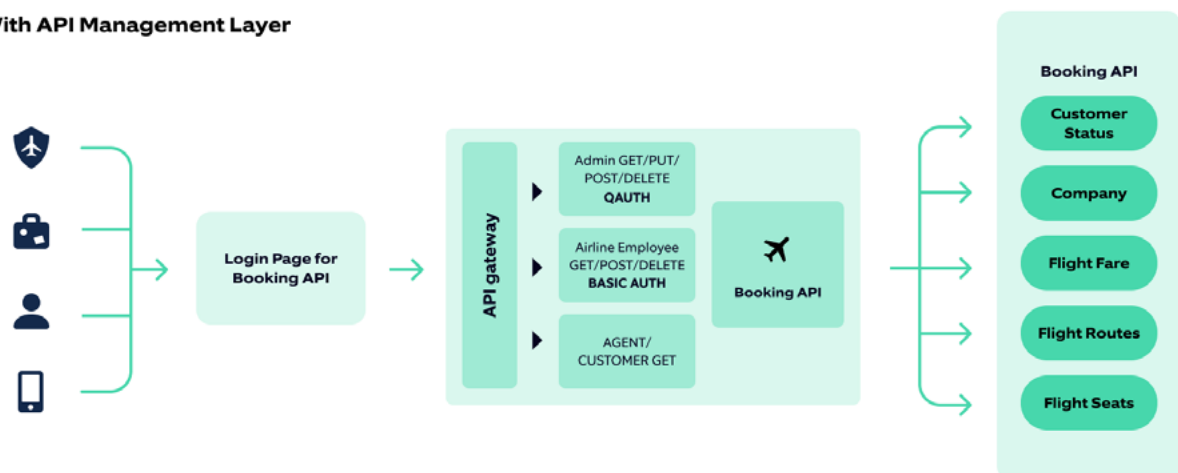 With API Management Layer
Login Page for
Booking API
API gateway
Admin GET/PUT/
POST/DELETE
QAUTH
Airline Employee
GET/POST/DELETE
BASIC AUTH
AGENT/
CUSTOMER GET
Booking API
Booking API
Customer
Status
Company
Flight Fare
Flight Routes
Flight Seats